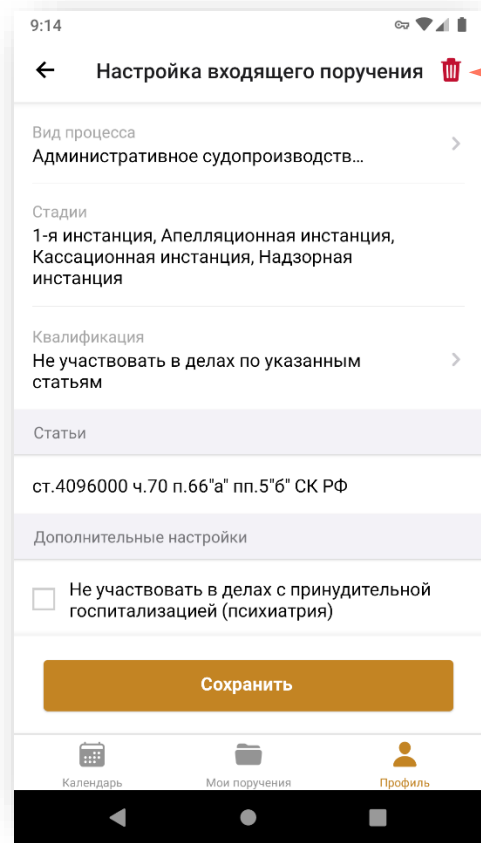 9:14
Настройка входящего поручения
Вид процесса
Административное судопроизводств...
Стадии
1-я инстанция, Апелляционная инстанция,
Кассационная инстанция, Надзорная
инстанция
Квалификация
Не участвовать в делах по указанным
статьям
Статьи
ст.4096000 ч.70 п.66"а" пп.5"б" СК РФ
Дополнительные настройки
Не участвовать в делах с принудительной
госпитализацией (психиатрия)
Сохранить
Календарь
Мои поручения
Профиль